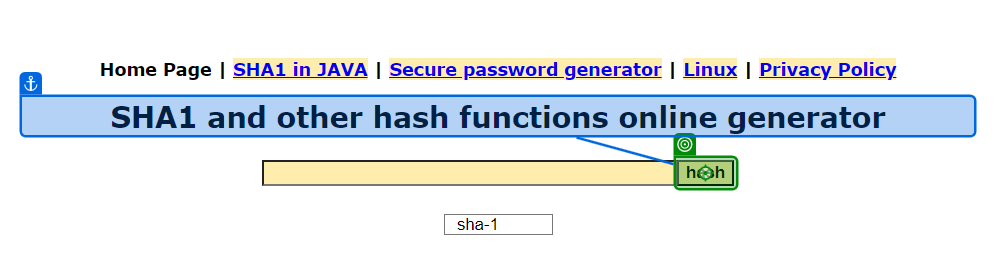 Home Page | SHA1 in JAVA | Secure password generator | Linux | Privacy Policy
SHA1 and other hash functions online generator
hash
sha-1